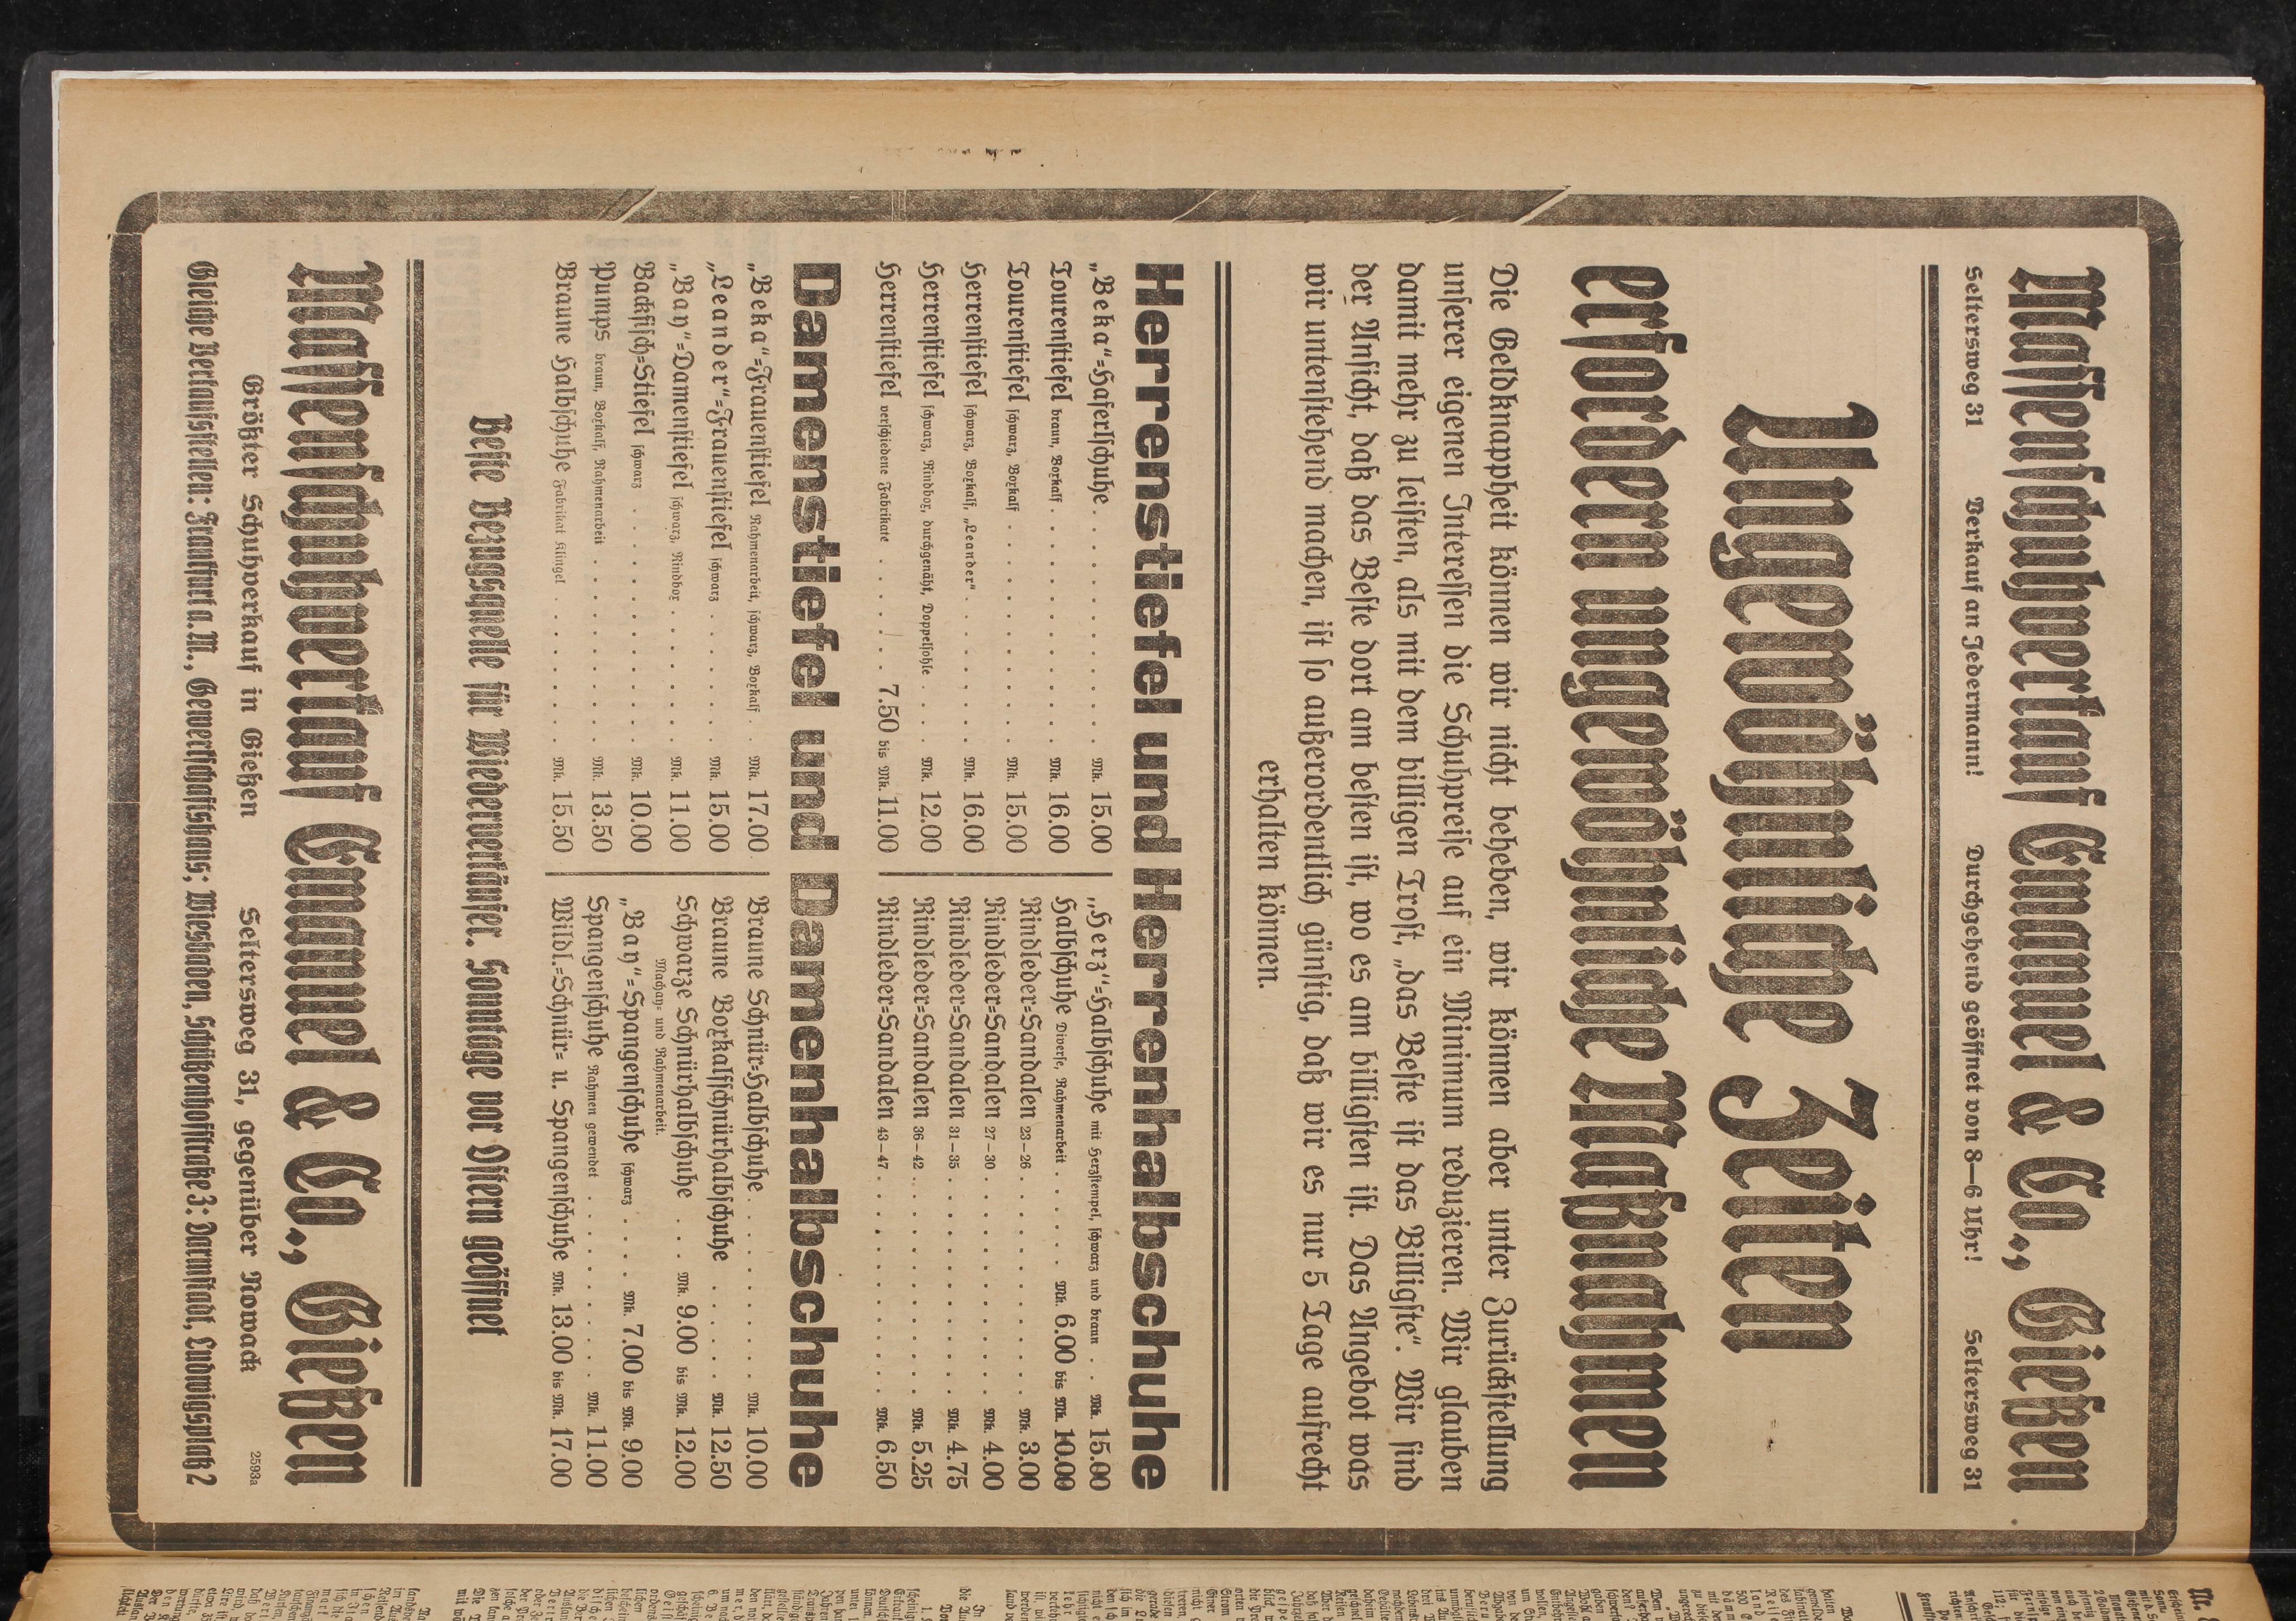 Massenschuhverkauf Emanuel & Co., Gießen
Seltersweg 31 Verkauf an Jedermann! Durchgehend geöffnet von 8—6 Uhr! Seltersweg 31
Ungewöhnliche Zeiten
erfordern ungewöhnliche Maßnahmen
Die Geldknappheit können wir nicht beheben, wir können aber unter Zurückstellung
unserer eigenen Interessen die Schuhpreise auf ein Minimum reduzieren. Wir glauben
damit mehr zu leisten, als mit dem billigen Trost, „das Beste ist das Billigste“. Wir sind
der Ansicht, daß das Beste dort am besten ist, wo es am billigsten ist. Das Angebot was
wir untenstehend machen, ist so außerordentlich günstig, daß wir es nur 5 Tage aufrecht
erhalten können.
Herrenstiefel und Herrenhalbschuhe
„Beka“=Haferlschuhe . . . . . . . . . . Mk. 15.00
Tourenstiefel braun, Boxkalf . . . . . . . . . . Mk. 16.00
Tourenstiefel schwarz, Boxkalf . . . . . . . . . . Mk. 15.00
Herrenstiefel schwarz, Boxkalf, „Leander“ . . . . . . . Mk. 16.00
Herrenstiefel schwarz, Rindbox, durchgenäht, Doppelsohle . . . Mk. 12.00
Herrenstiefel verschiedene Fabrikate . . . . . . 7.50 bis Mk. 11.00
„Herz“=Halbschuhe mit Herzstempel, schwarz und braun . . Mk. 15.00
Halbschuhe Diverse, Rahmenarbeit . . . . . . Mk. 6.00 bis Mk. 10.00
Rindleder=Sandalen 23—26 . . . . . . . . . . . Mk. 3.00
Rindleder=Sandalen 27—30 . . . . . . . . . . . Mk. 4.00
Rindleder=Sandalen 31—35 . . . . . . . . . . . Mk. 4.75
Rindleder=Sandalen 36—42 . . . . . . . . . . . Mk. 5.25
Rindleder=Sandalen 43—47 . . . . . . . . . . . Mk. 6.50
Damenstiefel und Damenhalbschuhe
„Beka“=Frauenstiefel Rahmenarbeit, schwarz, Boxkalf . . Mk. 17.00
„Leander“=Frauenstiefel schwarz . . . . . . . Mk. 15.00
„Bay“=Damenstiefel schwarz, Rindbox . . . . . . . Mk. 11.00
Backfisch=Stiefel schwarz . . . . . . . . . . Mk. 10.00
Pumps braun, Boxkalf, Rahmenarbeit . . . . . . . . . Mk. 13.50
Braune Halbschuhe Fabrikat Klingel . . . . . . . . Mk. 15.50
Braune Schnür=Halbschuhe . . . . . . . . . . Mk. 10.00
Braune Boxkalfschnürhalbschuhe . . . . . . Mk. 12.50
Schwarze Schnürhalbschuhe . . . Mk. 9.00 bis Mk. 12.00
Machay= und Rahmenarbeit.
„Bay“=Spangenschuhe schwarz . . . . Mk. 7.00 bis Mk. 9.00
Spangenschuhe Rahmen gewendet . . . . . . . . . . Mk. 11.00
Wildl.=Schnür= u. Spangenschuhe Mk. 13.00 bis Mk. 17.00
Beste Bezugsquelle für Wiederverkäufer. Sonntage vor Ostern geöffnet
Massenschuhverkauf Emanuel & Co., Gießen
Größter Schuhverkauf in Gießen Seltersweg 31, gegenüber Nowack 2593a
Gleiche Verkaufsstellen: Frankfurt a. M., Gewerkschaftshaus; Wiesbaden, Schützenhofstraße 3; Darmstadt, Ludwigsplatz 2